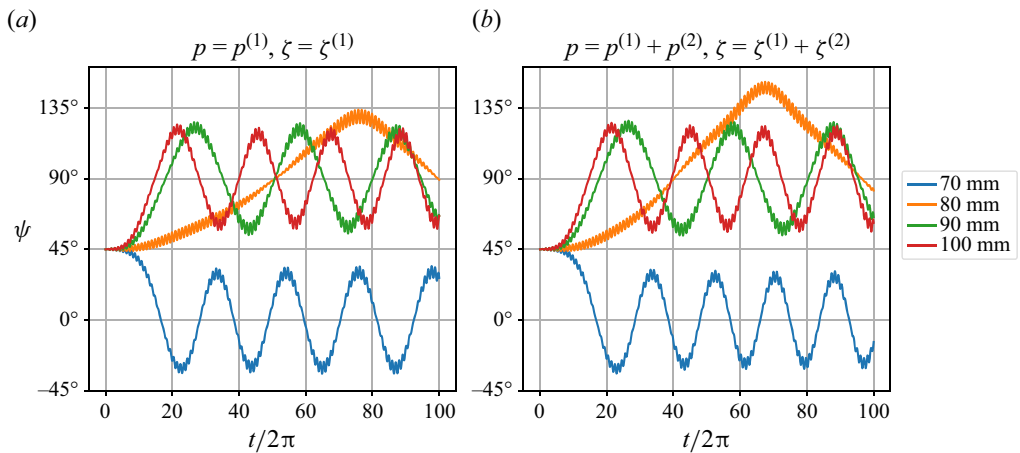 (a)
p = p⁽¹⁾, ζ = ζ⁽¹⁾
135°
90°
ψ
45°
0°
−45°
0 20 40 60 80 100
t/2π
(b)
p = p⁽¹⁾ + p⁽²⁾, ζ = ζ⁽¹⁾ + ζ⁽²⁾
135°
90°
45°
0°
−45°
0 20 40 60 80 100
t/2π
70 mm
80 mm
90 mm
100 mm